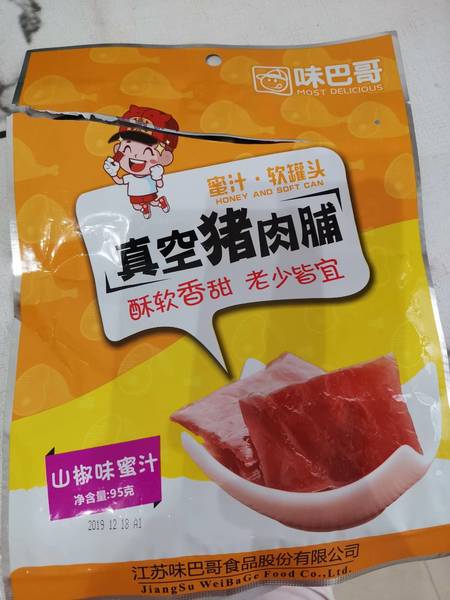 味巴哥
MOST DELICIOUS
蜜汁·软罐头
HONEY AND SOFT CAN
真空猪肉脯
酥软香甜 老少皆宜
山椒味蜜汁
净含量:95克
2019 12 18 A1
江苏味巴哥食品股份有限公司
JiangSu WeiBaGe Food Co.,Ltd.